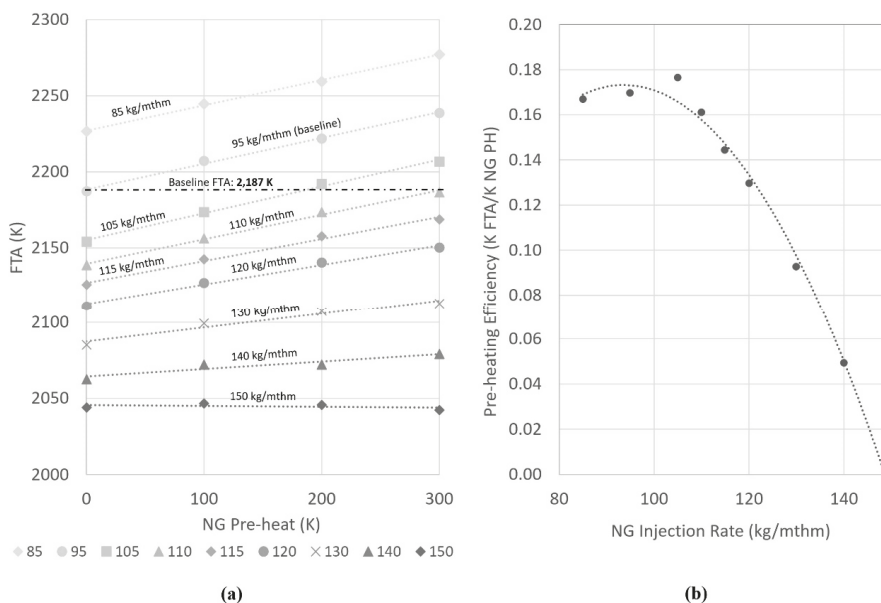 2300
2250
2200
2150
2100
2050
2000
FTA (K)
85 kg/mthm
95 kg/mthm (baseline)
Baseline FTA: 2,187 K
105 kg/mthm
110 kg/mthm
115 kg/mthm
120 kg/mthm
130 kg/mthm
140 kg/mthm
150 kg/mthm
0 100 200 300
NG Pre-heat (K)
85 95 105 110 115 120 130 140 150
(a)
0.20
0.18
0.16
0.14
0.12
0.10
0.08
0.06
0.04
0.02
0.00
Pre-heating Efficiency (K FTA/K NG PH)
80 100 120 140
NG Injection Rate (kg/mthm)
(b)